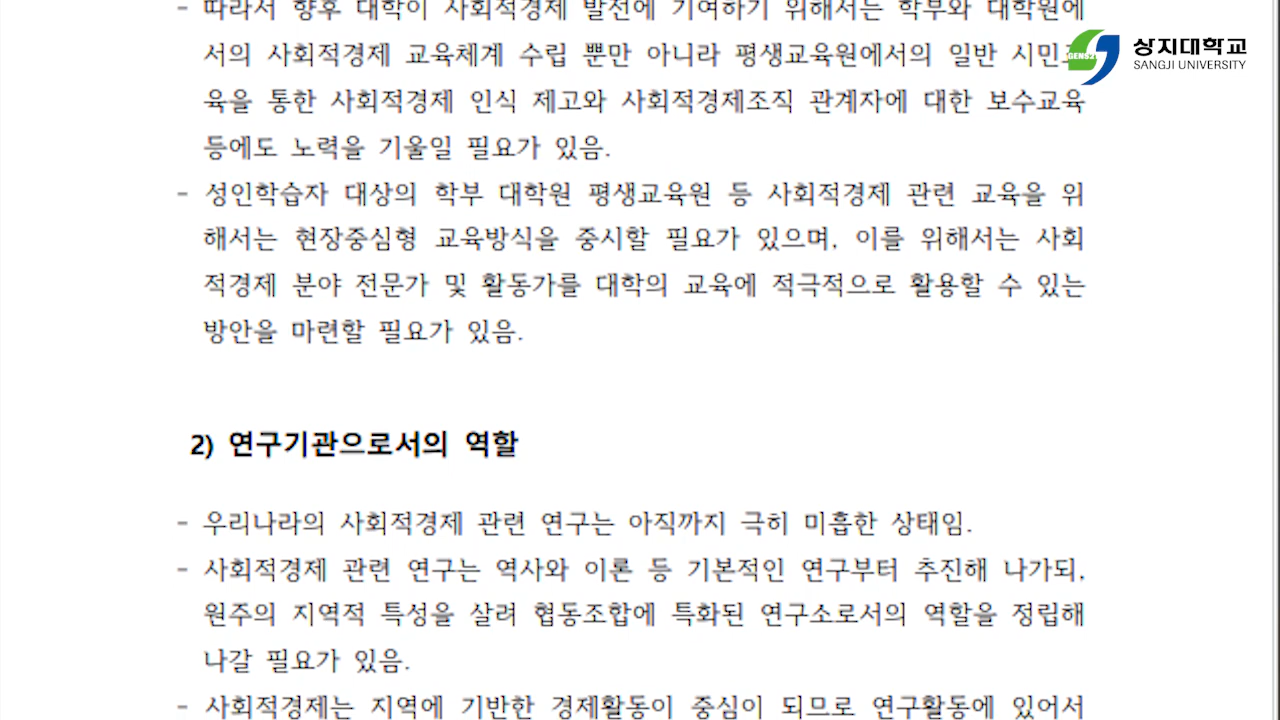 - 따라서 향후 대학이 사회적경제 발전에 기여하기 위해서는 학부와 대학원에
서의 사회적경제 교육체계 수립 뿐만 아니라 평생교육원에서의 일반 시민교
육을 통한 사회적경제 인식 제고와 사회적경제조직 관계자에 대한 보수교육
등에도 노력을 기울일 필요가 있음.
- 성인학습자 대상의 학부 대학원 평생교육원 등 사회적경제 관련 교육을 위
해서는 현장중심형 교육방식을 중시할 필요가 있으며, 이를 위해서는 사회
적경제 분야 전문가 및 활동가를 대학의 교육에 적극적으로 활용할 수 있는
방안을 마련할 필요가 있음.
2) 연구기관으로서의 역할
- 우리나라의 사회적경제 관련 연구는 아직까지 극히 미흡한 상태임.
- 사회적경제 관련 연구는 역사와 이론 등 기본적인 연구부터 추진해 나가되,
원주의 지역적 특성을 살려 협동조합에 특화된 연구소로서의 역할을 정립해
나갈 필요가 있음.
- 사회적경제는 지역에 기반한 경제활동이 중심이 되므로 연구활동에 있어서
상지대학교
SANGJI UNIVERSITY